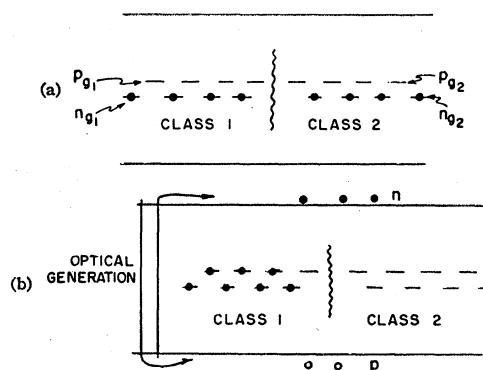 (a)
p_g1
p_g2
n_g1
n_g2
CLASS 1
CLASS 2
n
OPTICAL
GENERATION
(b)
CLASS 1
CLASS 2
p